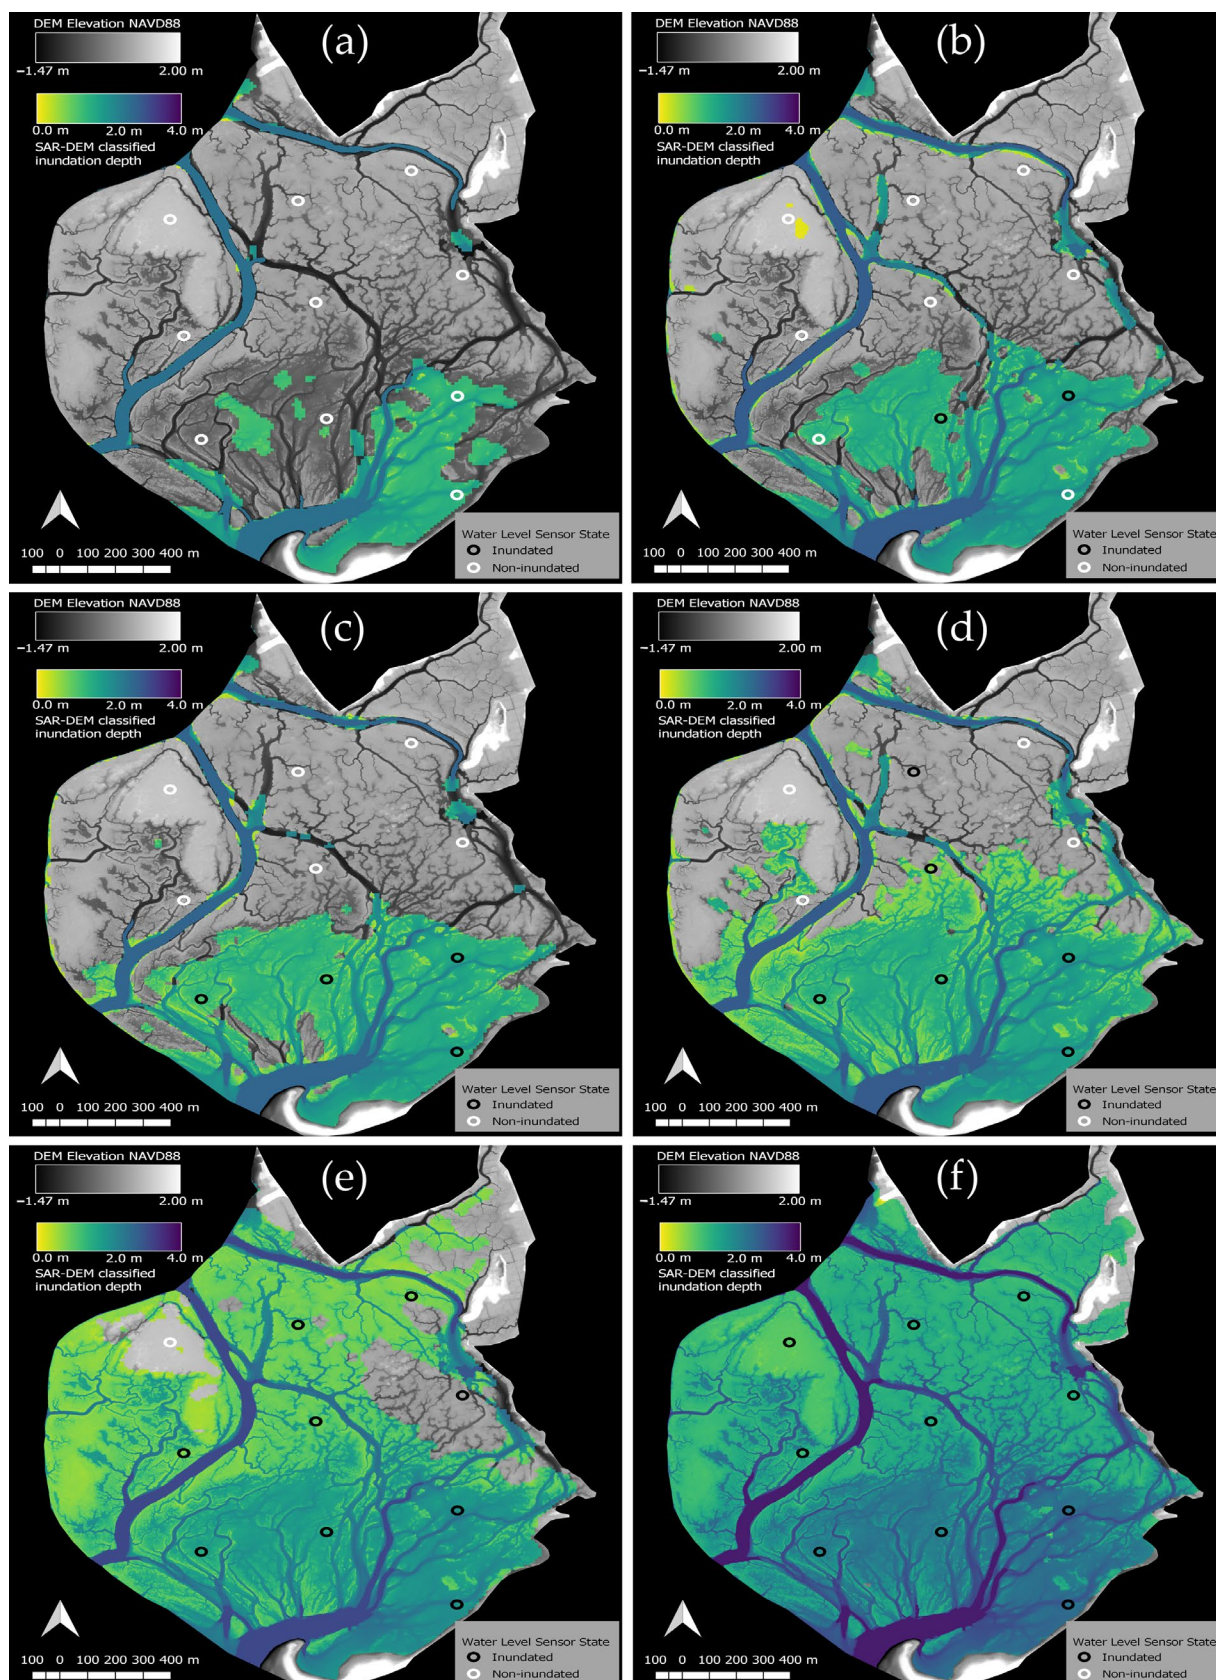 DEM Elevation NAVD88
(a)
−1.47 m 2.00 m
0.0 m 2.0 m 4.0 m
SAR-DEM classified
inundation depth
100 0 100 200 300 400 m
Water Level Sensor State
Inundated
Non-inundated
DEM Elevation NAVD88
(b)
−1.47 m 2.00 m
0.0 m 2.0 m 4.0 m
SAR-DEM classified
inundation depth
100 0 100 200 300 400 m
Water Level Sensor State
Inundated
Non-inundated
DEM Elevation NAVD88
(c)
−1.47 m 2.00 m
0.0 m 2.0 m 4.0 m
SAR-DEM classified
inundation depth
100 0 100 200 300 400 m
Water Level Sensor State
Inundated
Non-inundated
DEM Elevation NAVD88
(d)
−1.47 m 2.00 m
0.0 m 2.0 m 4.0 m
SAR-DEM classified
inundation depth
100 0 100 200 300 400 m
Water Level Sensor State
Inundated
Non-inundated
DEM Elevation NAVD88
(e)
−1.47 m 2.00 m
0.0 m 2.0 m 4.0 m
SAR-DEM classified
inundation depth
100 0 100 200 300 400 m
Water Level Sensor State
Inundated
Non-inundated
DEM Elevation NAVD88
(f)
−1.47 m 2.00 m
0.0 m 2.0 m 4.0 m
SAR-DEM classified
inundation depth
100 0 100 200 300 400 m
Water Level Sensor State
Inundated
Non-inundated